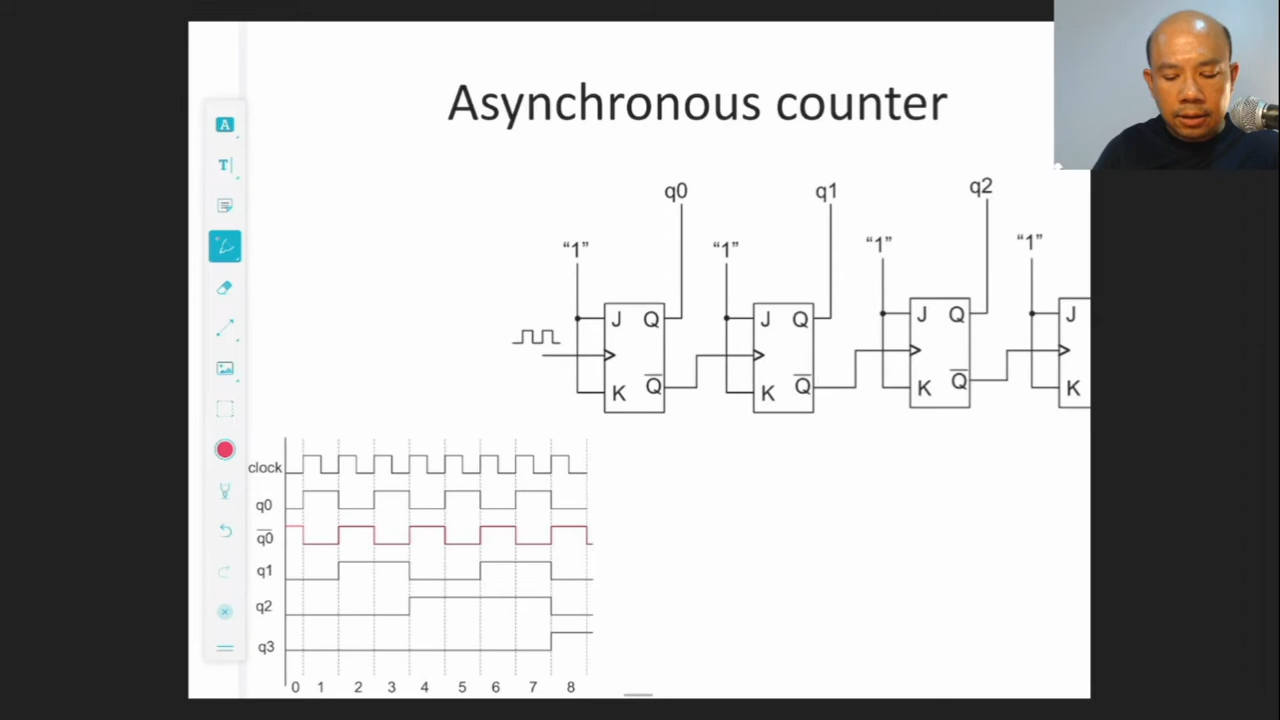 Asynchronous counter
q0 q1 q2
“1” “1” “1” “1”
J Q J Q J Q J
K Q̅ K Q̅ K Q̅ K
clock
q0
q̅0̅
q1
q2
q3
0 1 2 3 4 5 6 7 8
A
T